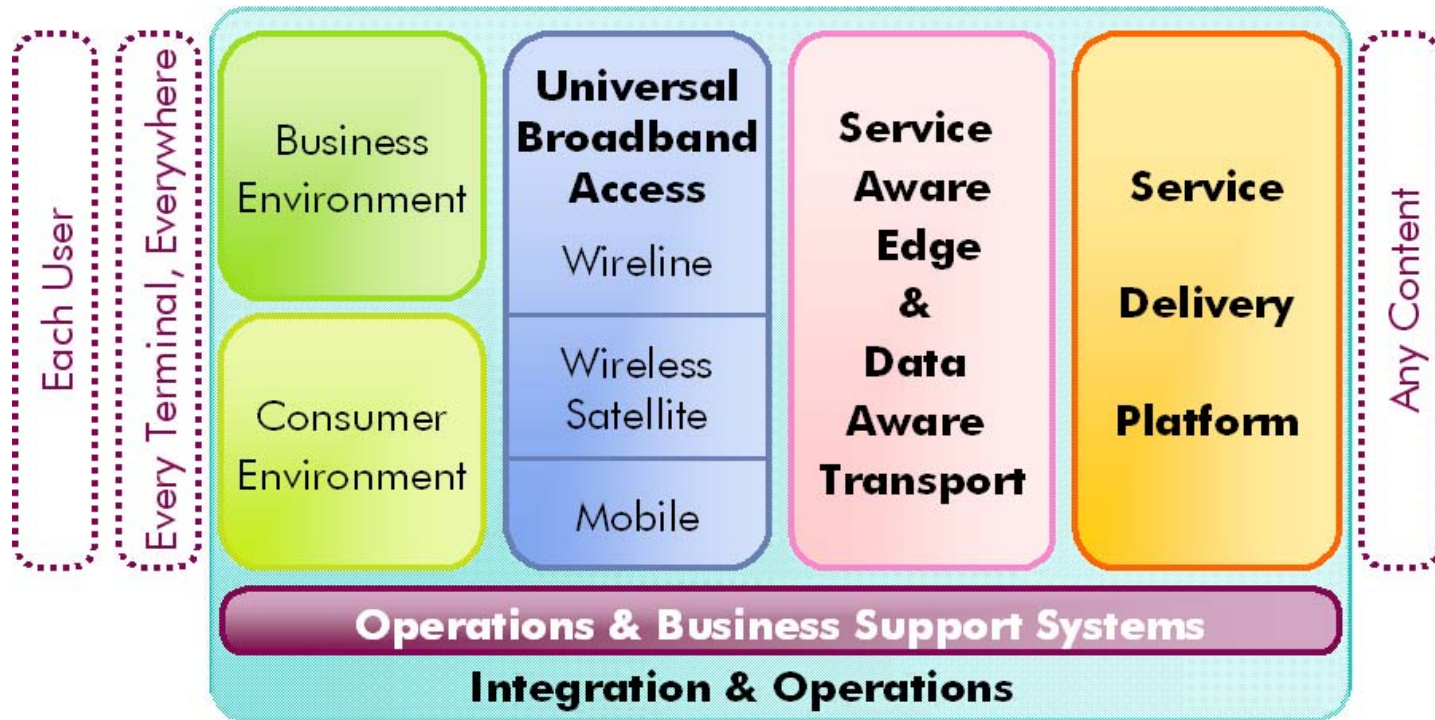 Each User
Every Terminal, Everywhere
Business
Environment
Consumer
Environment
Universal
Broadband
Access
Wireline
Wireless
Satellite
Mobile
Service
Aware
Edge
&
Data
Aware
Transport
Service
Delivery
Platform
Any Content
Operations & Business Support Systems
Integration & Operations